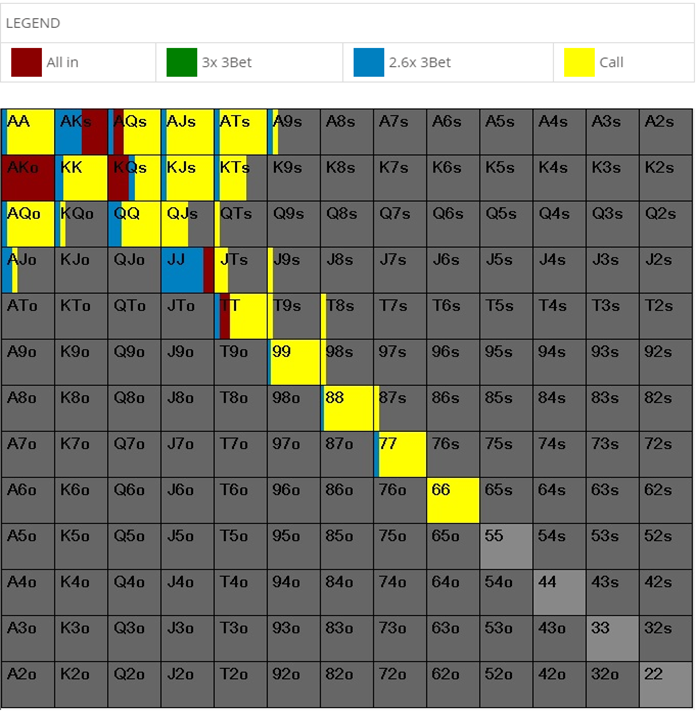 LEGEND
All in 3x 3Bet 2.6x 3Bet Call
AA AKs AQs AJs ATs A9s A8s A7s A6s A5s A4s A3s A2s
AKo KK KQs KJs KTs K9s K8s K7s K6s K5s K4s K3s K2s
AQo KQo QQ QJs QTs Q9s Q8s Q7s Q6s Q5s Q4s Q3s Q2s
AJo KJo QJo JJ JTs J9s J8s J7s J6s J5s J4s J3s J2s
ATo KTo QTo JTo TT T9s T8s T7s T6s T5s T4s T3s T2s
A9o K9o Q9o J9o T9o 99 98s 97s 96s 95s 94s 93s 92s
A8o K8o Q8o J8o T8o 98o 88 87s 86s 85s 84s 83s 82s
A7o K7o Q7o J7o T7o 97o 87o 77 76s 75s 74s 73s 72s
A6o K6o Q6o J6o T6o 96o 86o 76o 66 65s 64s 63s 62s
A5o K5o Q5o J5o T5o 95o 85o 75o 65o 55 54s 53s 52s
A4o K4o Q4o J4o T4o 94o 84o 74o 64o 54o 44 43s 42s
A3o K3o Q3o J3o T3o 93o 83o 73o 63o 53o 43o 33 32s
A2o K2o Q2o J2o T2o 92o 82o 72o 62o 52o 42o 32o 22